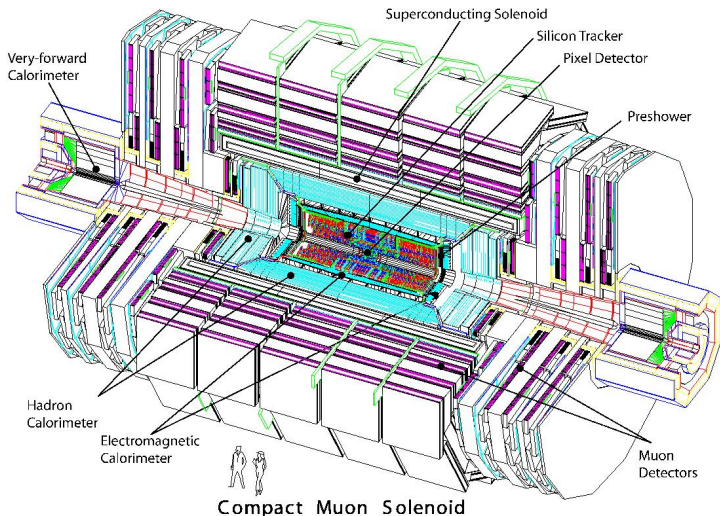 Superconducting Solenoid
Silicon Tracker
Pixel Detector
Very-forward
Calorimeter
Preshower
Hadron
Calorimeter
Electromagnetic
Calorimeter
Muon
Detectors
Compact Muon Solenoid